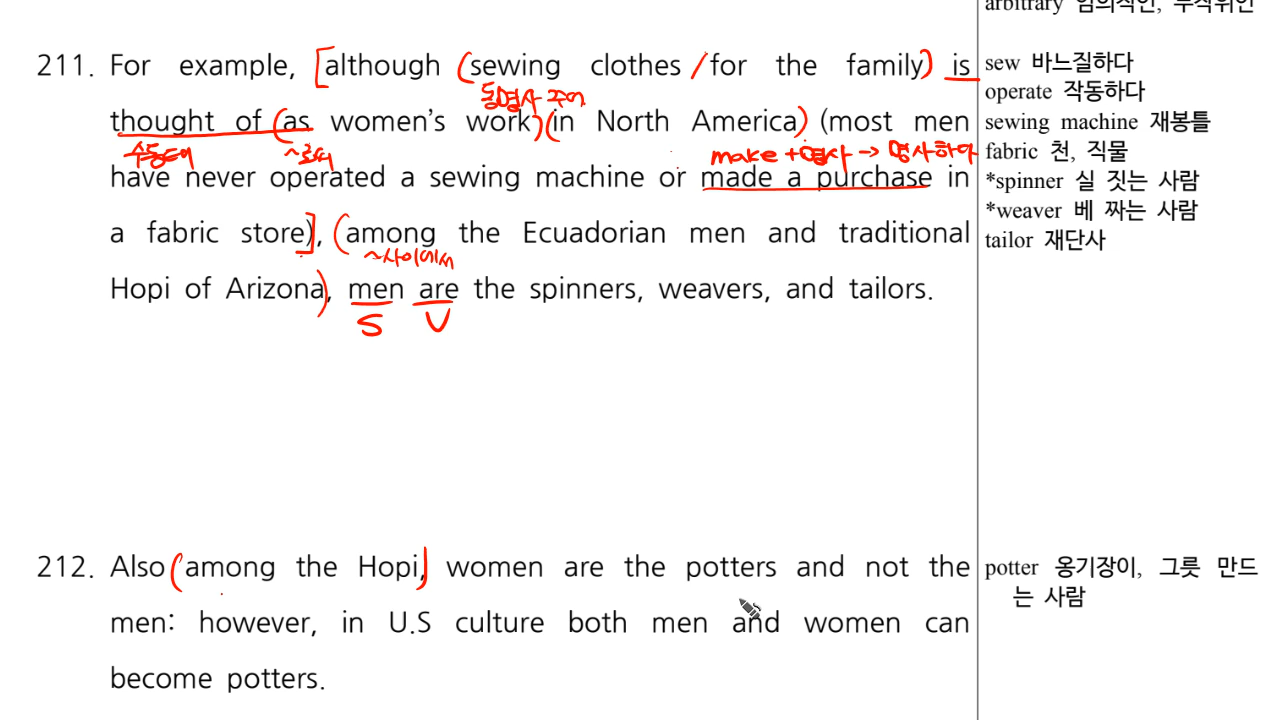 arbitrary 임의적인, 무작위인
211. For example, [although (sewing clothes / for the family) is
sew 바느질하다
operate 작동하다
동명사 주어
thought of (as women's work) (in North America) (most men
sewing machine 재봉틀
수동태 ~로써 make + 명사 → 명사하다
fabric 천, 직물
have never operated a sewing machine or made a purchase in
*spinner 실 짓는 사람
*weaver 베 짜는 사람
a fabric store)], (among the Ecuadorian men and traditional
tailor 재단사
~사이에서
Hopi of Arizona), men are the spinners, weavers, and tailors.
S V
212. Also (among the Hopi,) women are the potters and not the
potter 옹기장이, 그릇 만드
는 사람
men: however, in U.S culture both men and women can
become potters.